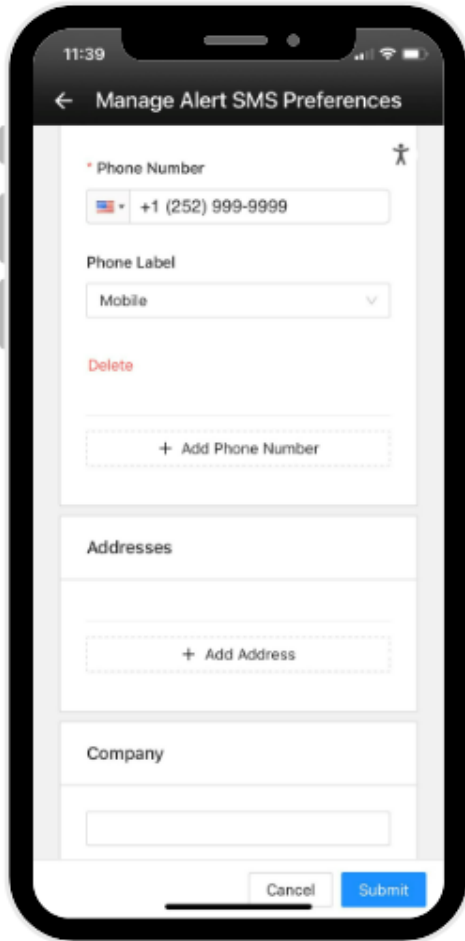 11:39
Manage Alert SMS Preferences
* Phone Number
+1 (252) 999-9999
Phone Label
Mobile
Delete
+ Add Phone Number
Addresses
+ Add Address
Company
Cancel
Submit